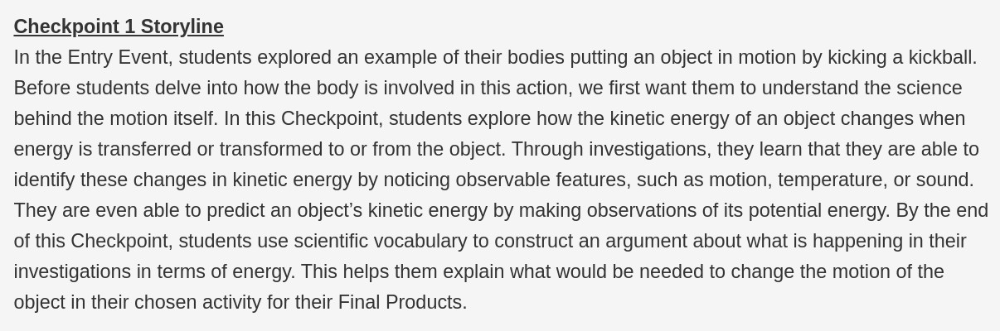 Checkpoint 1 Storyline
In the Entry Event, students explored an example of their bodies putting an object in motion by kicking a kickball.
Before students delve into how the body is involved in this action, we first want them to understand the science
behind the motion itself. In this Checkpoint, students explore how the kinetic energy of an object changes when
energy is transferred or transformed to or from the object. Through investigations, they learn that they are able to
identify these changes in kinetic energy by noticing observable features, such as motion, temperature, or sound.
They are even able to predict an object’s kinetic energy by making observations of its potential energy. By the end
of this Checkpoint, students use scientific vocabulary to construct an argument about what is happening in their
investigations in terms of energy. This helps them explain what would be needed to change the motion of the
object in their chosen activity for their Final Products.